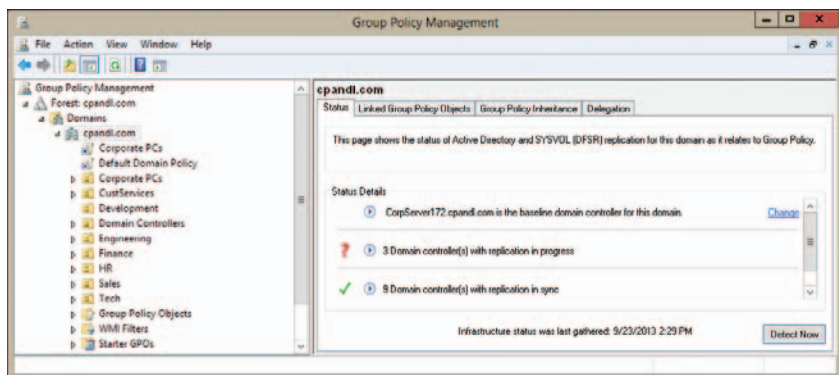 Group Policy Management
File Action View Window Help
Group Policy Management
Forest: cpandl.com
Domains
cpandl.com
Corporate PCs
Default Domain Policy
Corporate PCs
CustServices
Development
Domain Controllers
Engineering
Finance
HR
Sales
Tech
Group Policy Objects
WMI Filters
Starter GPOs
cpandl.com
Status Linked Group Policy Objects Group Policy Inheritance Delegation
This page shows the status of Active Directory and SYSVOL (DFSR) replication for this domain as it relates to Group Policy.
Status Details
CorpServer172.cpandl.com is the baseline domain controller for this domain. Change
3 Domain controller(s) with replication in progress
9 Domain controller(s) with replication in sync
Infrastructure status was last gathered: 9/23/2013 2:29 PM Detect Now